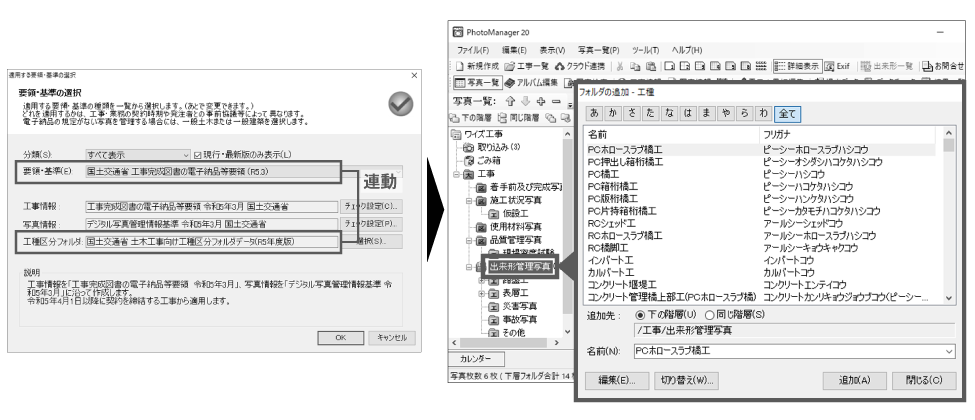 適用する要領・基準の選択
要領・基準の選択
適用する要領・基準の種類を一覧から選択します。(あとで変更できます。)
どれを適用するかは、工事・業務の契約時期や発注者との事前協議等によって異なります。
電子納品の規定がない写真を管理する場合には、一般土木または一般建築を選択します。
分類(S):
すべて表示
現行・最新版のみ表示(L)
要領・基準(E):
国土交通省 工事完成図書の電子納品等要領 (R5.3)
連動
工事情報:
工事完成図書の電子納品等要領 令和5年3月 国土交通省
チェック設定(C)...
写真情報:
デジタル写真管理情報基準 令和5年3月 国土交通省
チェック設定(P)...
工種区分フォルダ:
国土交通省 土木工事向け工種区分フォルダデータ(R5年度版)
選択(S)...
説明
工事情報を「工事完成図書の電子納品等要領 令和5年3月」、写真情報を「デジタル写真管理情報基準 令
和5年3月」に沿って作成します。
令和5年4月1日以降に契約を締結する工事から適用します。
OK
キャンセル
PhotoManager 20
ファイル(F) 編集(E) 表示(V) 写真一覧(P) ツール(T) ヘルプ(H)
新規作成 工事一覧 クラウド連携 詳細表示 Exif 出来形一覧 お問合せ
写真一覧 アルバム編集
写真一覧:
下の階層 同じ階層
ワイズ工事
取り込み (3)
ごみ箱
工事
着手前及び完成写
施工状況写真
仮設工
使用材料写真
品質管理写真
出来形管理写真
表層工
災害写真
事故写真
その他
カレンダー
写真枚数 6 枚 ( 下層フォルダ合計 14
フォルダの追加 - 工種
あ か さ た な は ま や ら わ 全て
名前 フリガナ
PCホロースラブ橋工 ピーシーホロースラブハシコウ
PC押出し箱桁橋工 ピーシーオシダシハコケタハシコウ
PC橋工 ピーシーハシコウ
PC箱桁橋工 ピーシーハコケタハシコウ
PC版桁橋工 ピーシーハンケタハシコウ
PC片持箱桁橋工 ピーシーカタモチハコケタハシコウ
RCシェッド工 アールシーシェッドコウ
RCホロースラブ橋工 アールシーホロースラブハシコウ
RC橋脚工 アールシーキョウキャクコウ
インバート工 インバートコウ
カルバート工 カルバートコウ
コンクリート堰堤工 コンクリートエンテイコウ
コンクリート管理橋上部工(PCホロースラブ橋) コンクリートカンリキョウジョウブコウ(ピーシー...
追加先: 下の階層(U) 同じ階層(S)
/工事/出来形管理写真
名前(N): PCホロースラブ橋工
編集(E)... 切り替え(W)... 追加(A) 閉じる(C)